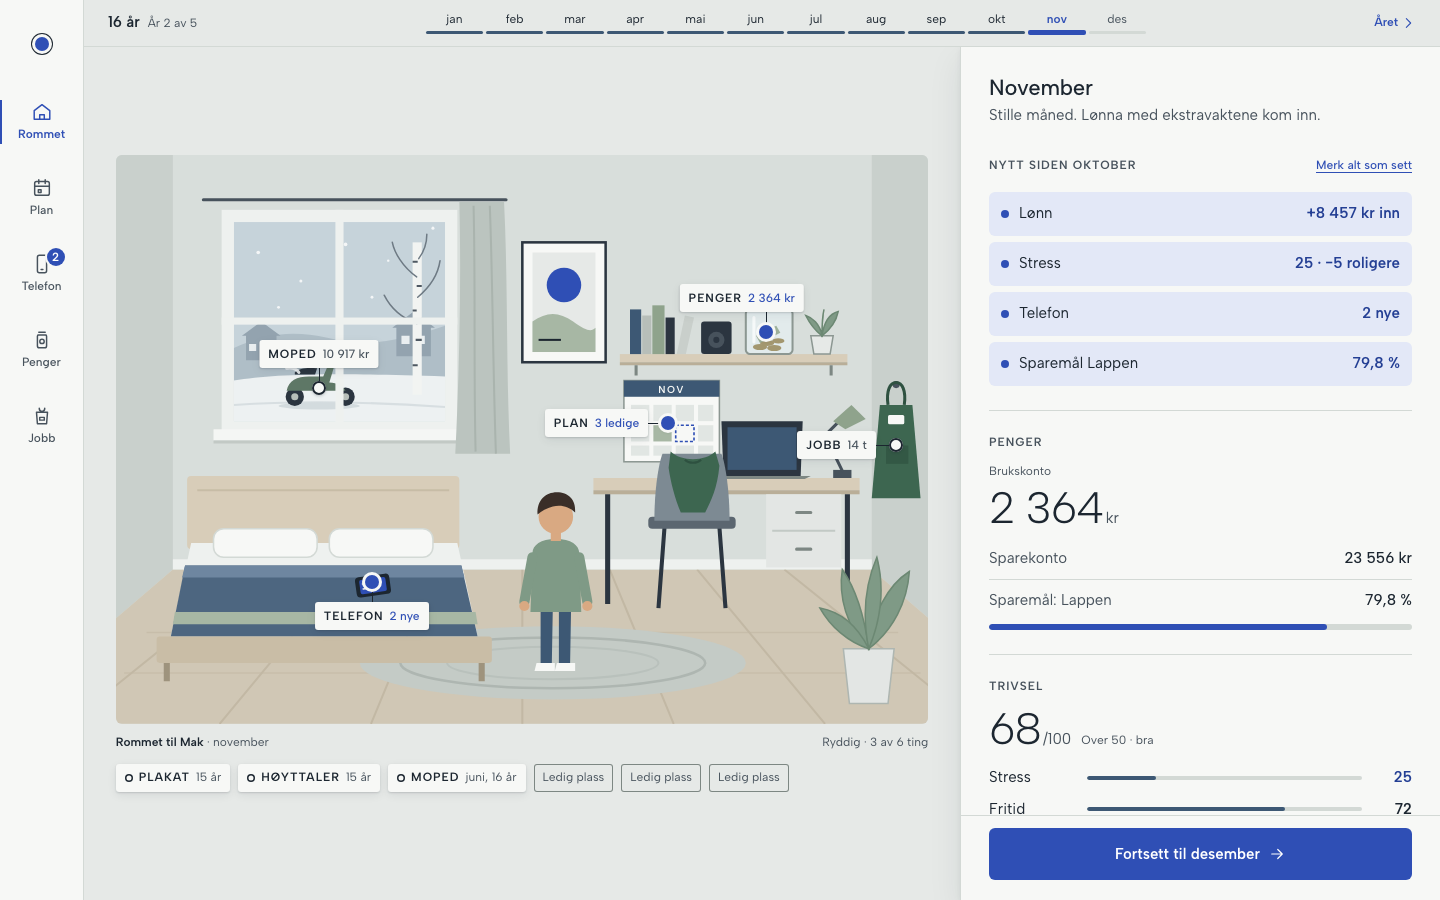 16 år År 2 av 5
jan feb mar apr mai jun jul aug sep okt nov des
Året
Rommet
Plan
2
Telefon
Penger
Jobb
PENGER 2 364 kr
MOPED 10 917 kr
NOV
PLAN 3 ledige
JOBB 14 t
TELEFON 2 nye
Rommet til Mak · november
Ryddig · 3 av 6 ting
PLAKAT 15 år
HØYTTALER 15 år
MOPED juni, 16 år
Ledig plass
Ledig plass
Ledig plass
November
Stille måned. Lønna med ekstravaktene kom inn.
NYTT SIDEN OKTOBER
Merk alt som sett
Lønn +8 457 kr inn
Stress 25 · −5 roligere
Telefon 2 nye
Sparemål Lappen 79,8 %
PENGER
Brukskonto
2 364 kr
Sparekonto 23 556 kr
Sparemål: Lappen 79,8 %
TRIVSEL
68/100 Over 50 · bra
Stress 25
Fritid 72
Fortsett til desember